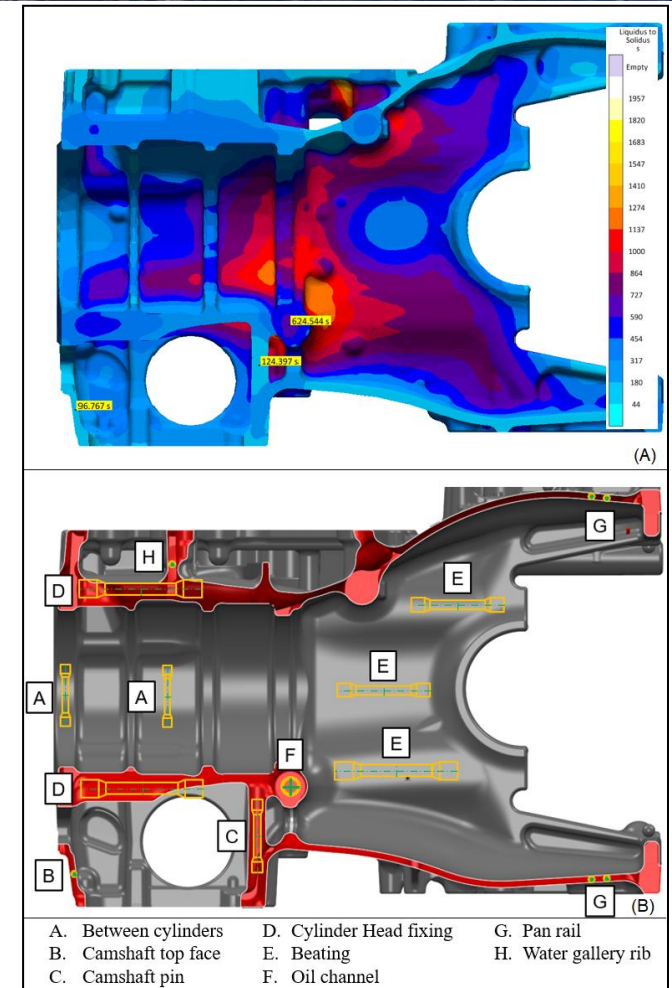 Liquidus to
Solidus
s
Empty
1957
1820
1683
1547
1410
1274
1137
1000
864
727
590
454
317
180
44
624.544 s
124.397 s
96.767 s
(A)
G
H
D
E
E
A
A
E
F
D
C
B
G
(B)
A. Between cylinders
B. Camshaft top face
C. Camshaft pin
D. Cylinder Head fixing
E. Beating
F. Oil channel
G. Pan rail
H. Water gallery rib